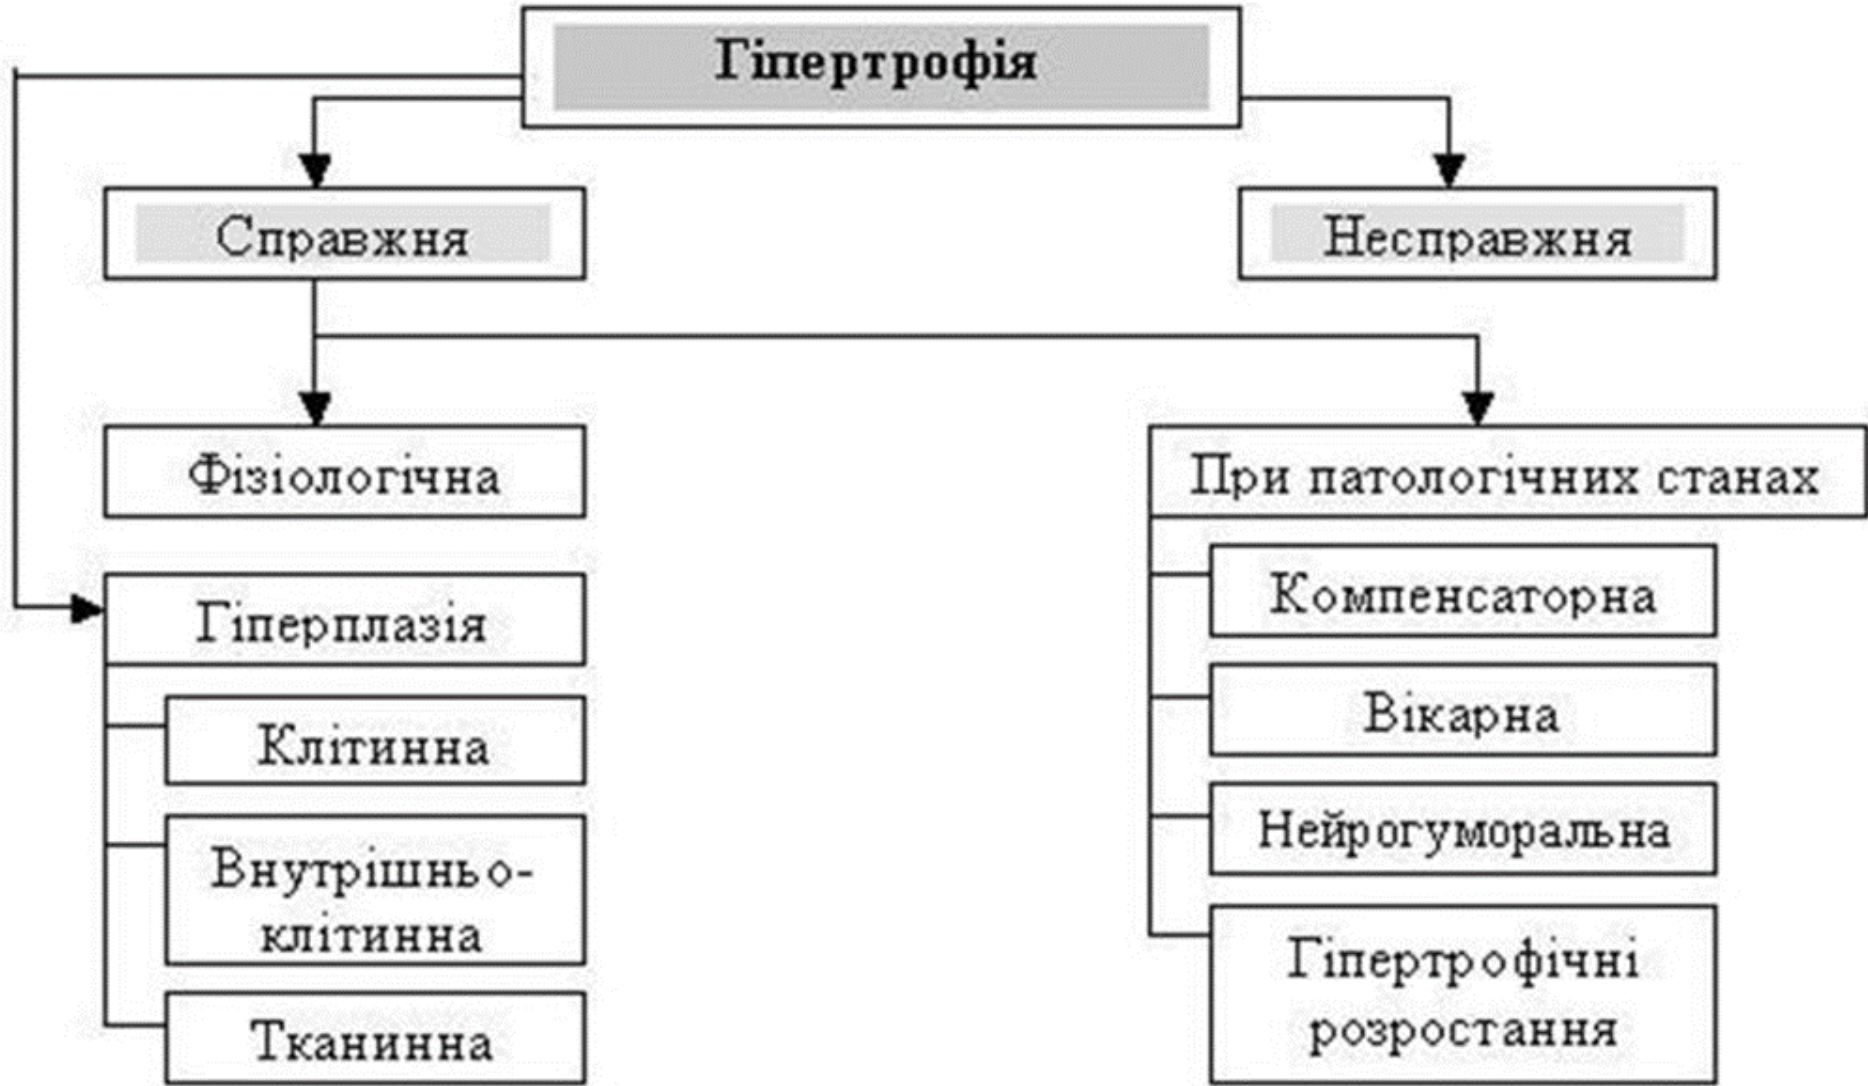 Гіпертрофія
Справжня
Несправжня
Фізіологічна
При патологічних станах
Гіперплазія
Клітинна
Внутрішньо-
клітинна
Тканинна
Компенсаторна
Вікарна
Нейрогуморальна
Гіпертрофічні
розростання